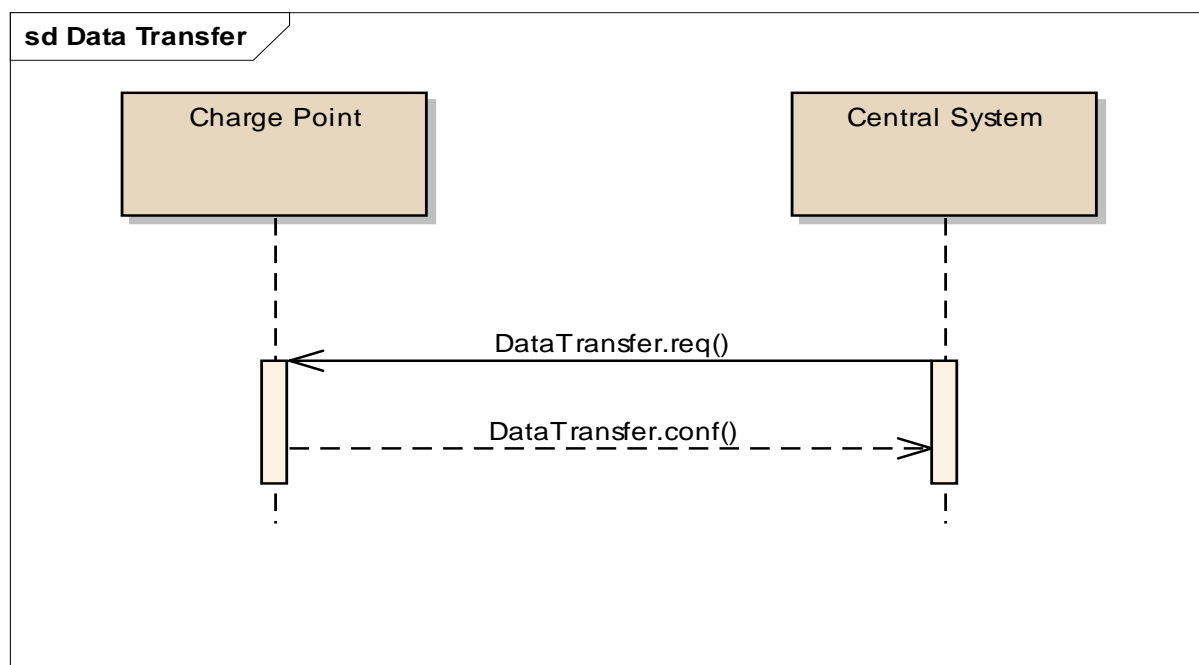 sd Data Transfer
Charge Point
Central System
DataTransfer.req()
DataTransfer.conf()